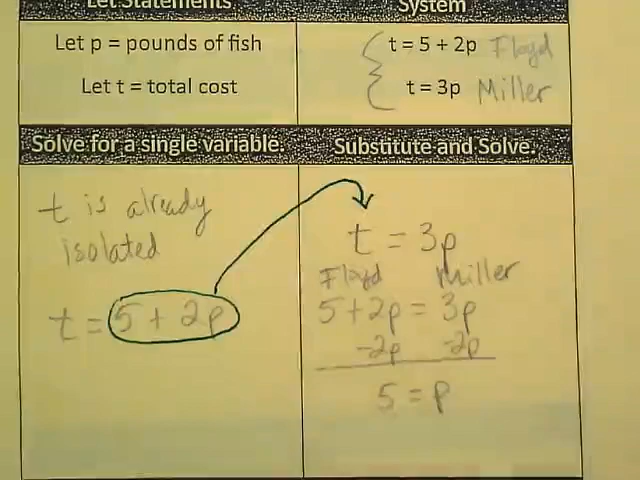 Let Statements
System
Let p = pounds of fish
t = 5 + 2p Floyd
Let t = total cost
t = 3p Miller
Solve for a single variable.
Substitute and Solve.
t is already
isolated
t = 5 + 2p
t = 3p
Floyd Miller
5 + 2p = 3p
-2p -2p
5 = p